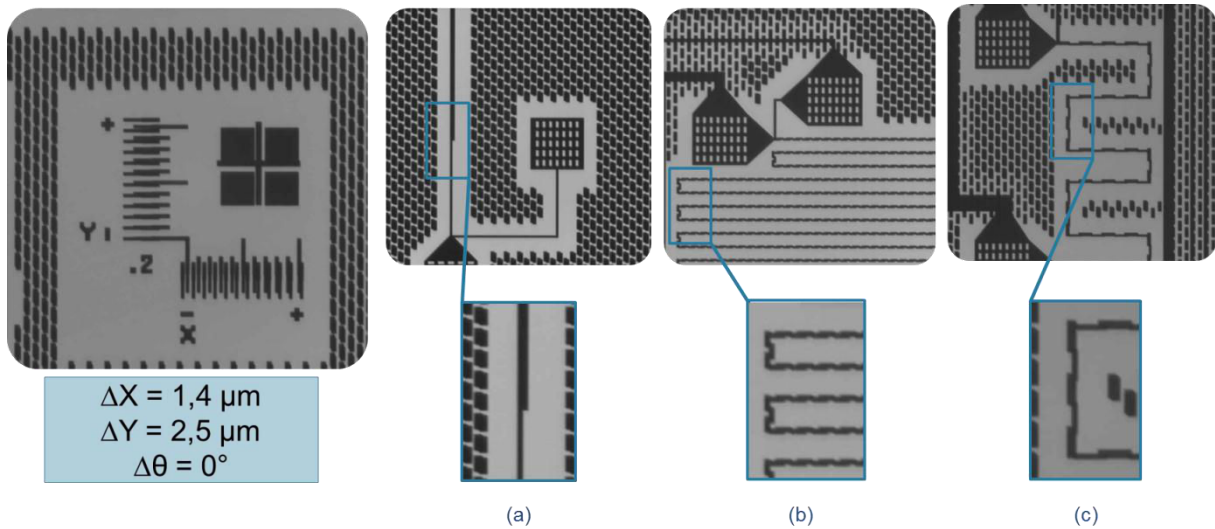 +
Y
.2
-
X
+
ΔX = 1,4 µm
ΔY = 2,5 µm
Δθ = 0°
(a)
(b)
(c)